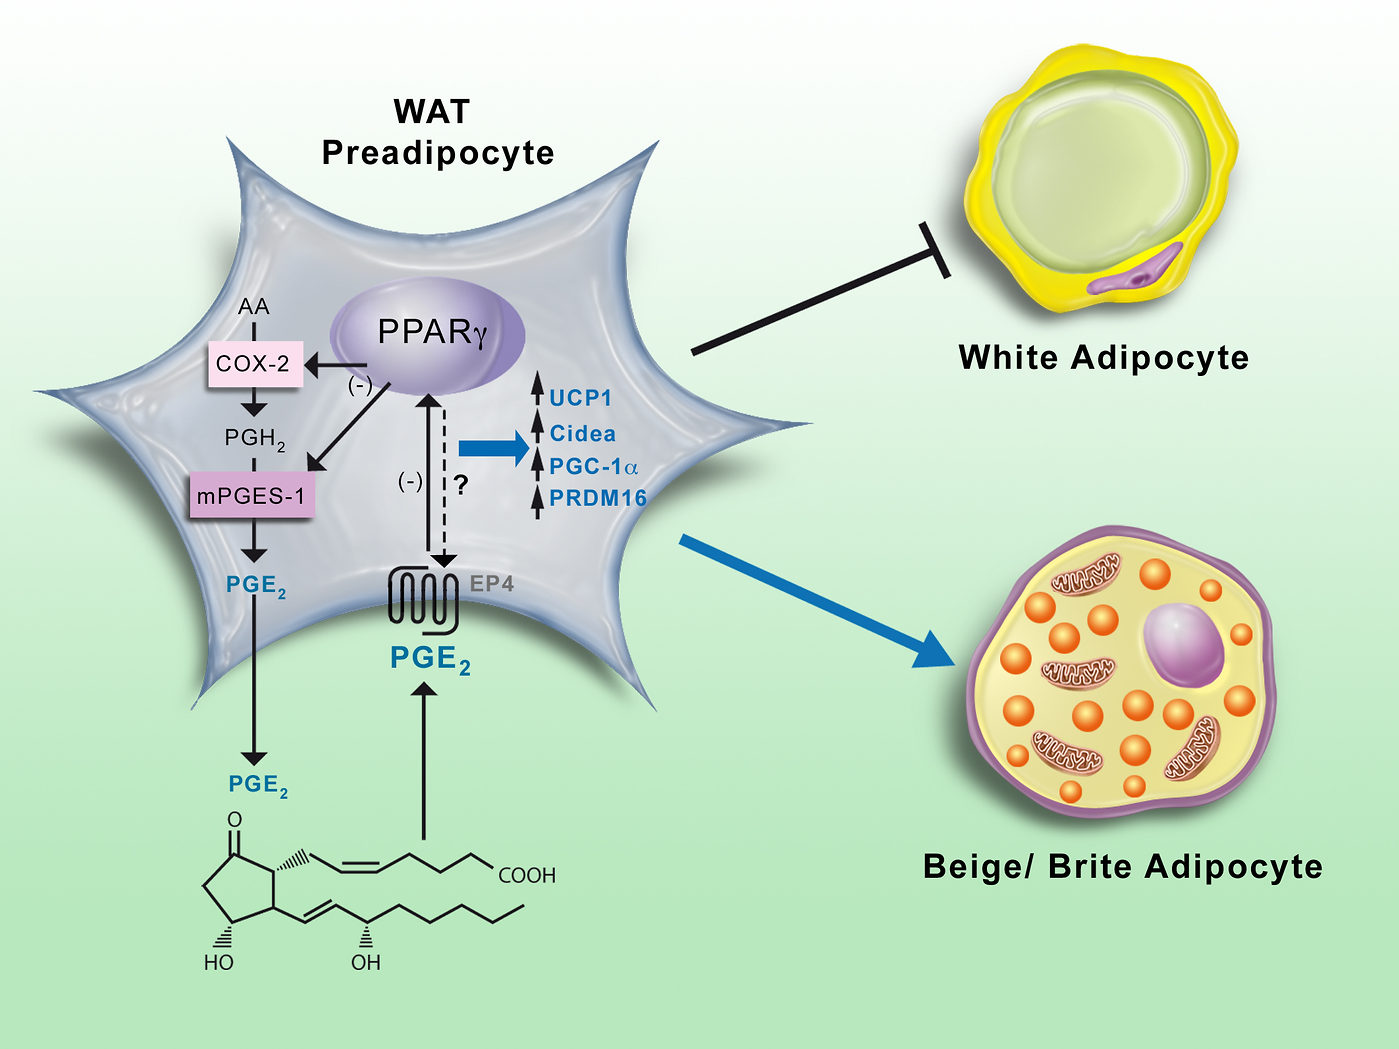 WAT
Preadipocyte
AA
COX-2
PGH₂
mPGES-1
PGE₂
PGE₂
PPARγ
(-)
(-)
?
UCP1
Cidea
PGC-1α
PRDM16
EP4
PGE₂
O
COOH
HO
OH
White Adipocyte
Beige/ Brite Adipocyte